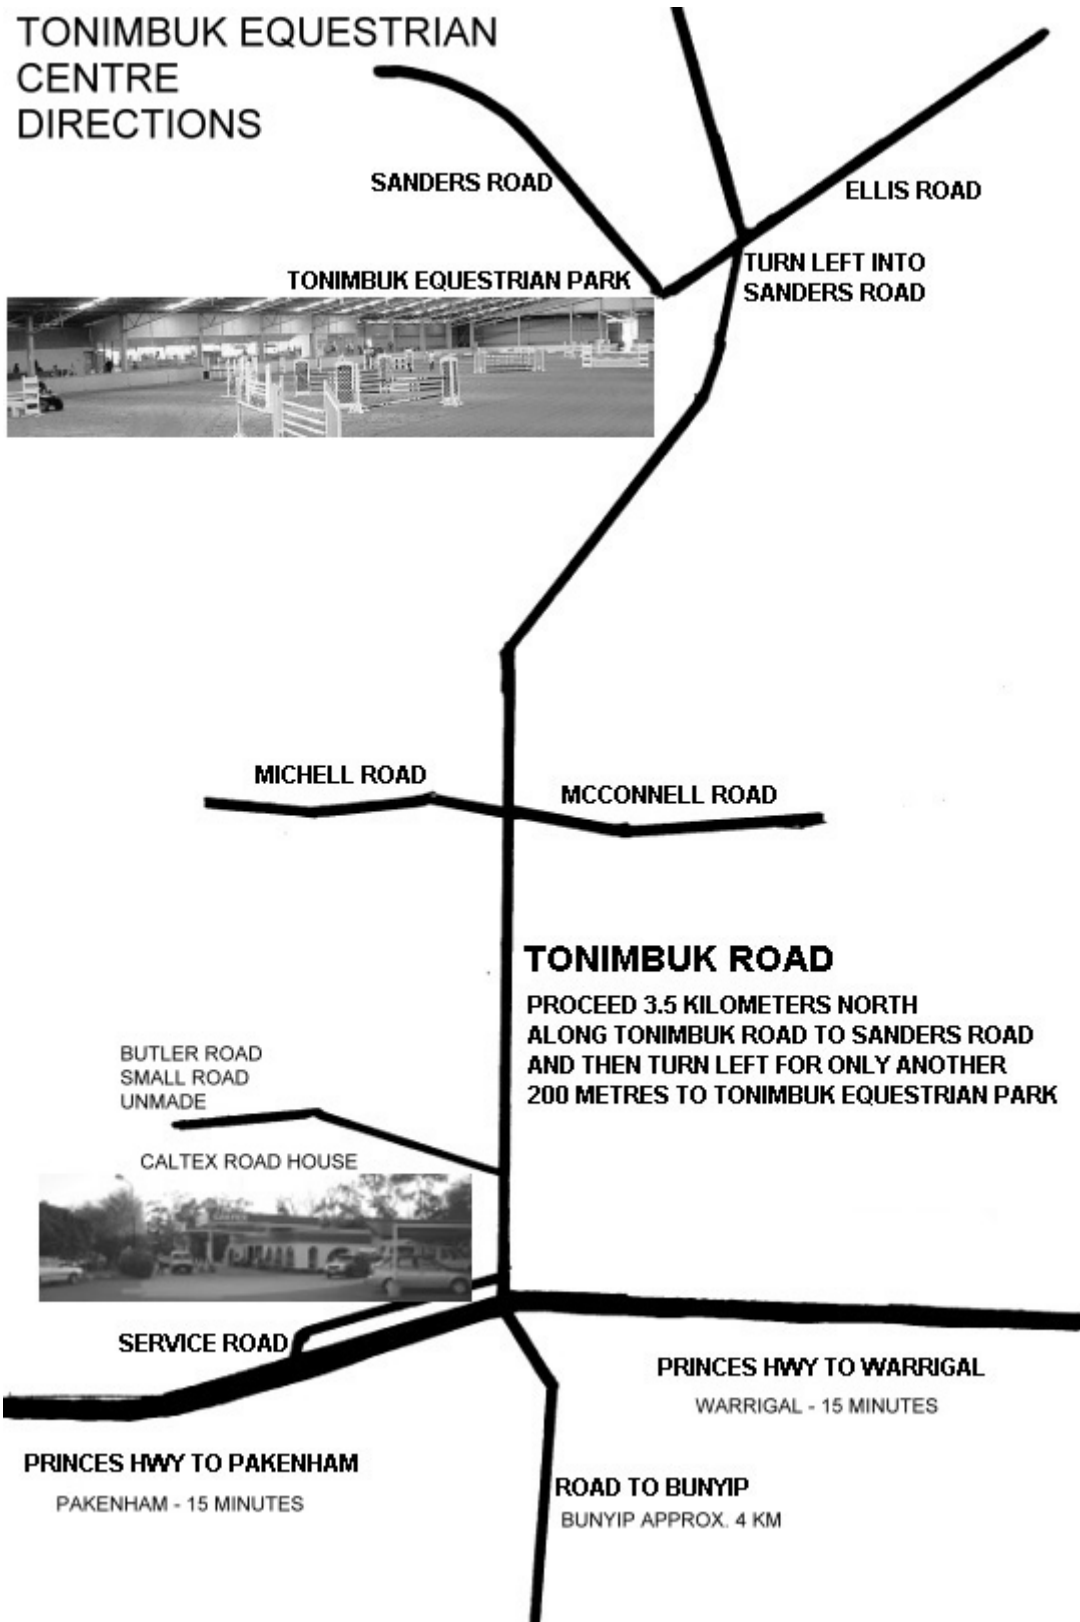 TONIMBUK EQUESTRIAN
CENTRE
DIRECTIONS
SANDERS ROAD
ELLIS ROAD
TURN LEFT INTO
SANDERS ROAD
TONIMBUK EQUESTRIAN PARK
MICHELL ROAD
MCCONNELL ROAD
TONIMBUK ROAD
PROCEED 3.5 KILOMETERS NORTH
ALONG TONIMBUK ROAD TO SANDERS ROAD
AND THEN TURN LEFT FOR ONLY ANOTHER
200 METRES TO TONIMBUK EQUESTRIAN PARK
BUTLER ROAD
SMALL ROAD
UNMADE
CALTEX ROAD HOUSE
SERVICE ROAD
PRINCES HWY TO WARRIGAL
WARRIGAL - 15 MINUTES
PRINCES HWY TO PAKENHAM
PAKENHAM - 15 MINUTES
ROAD TO BUNYIP
BUNYIP APPROX. 4 KM